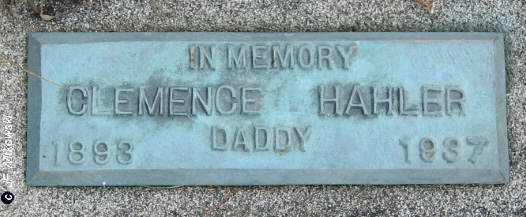 IN MEMORY
CLEMENCE HAHLER
DADDY
1893 1937